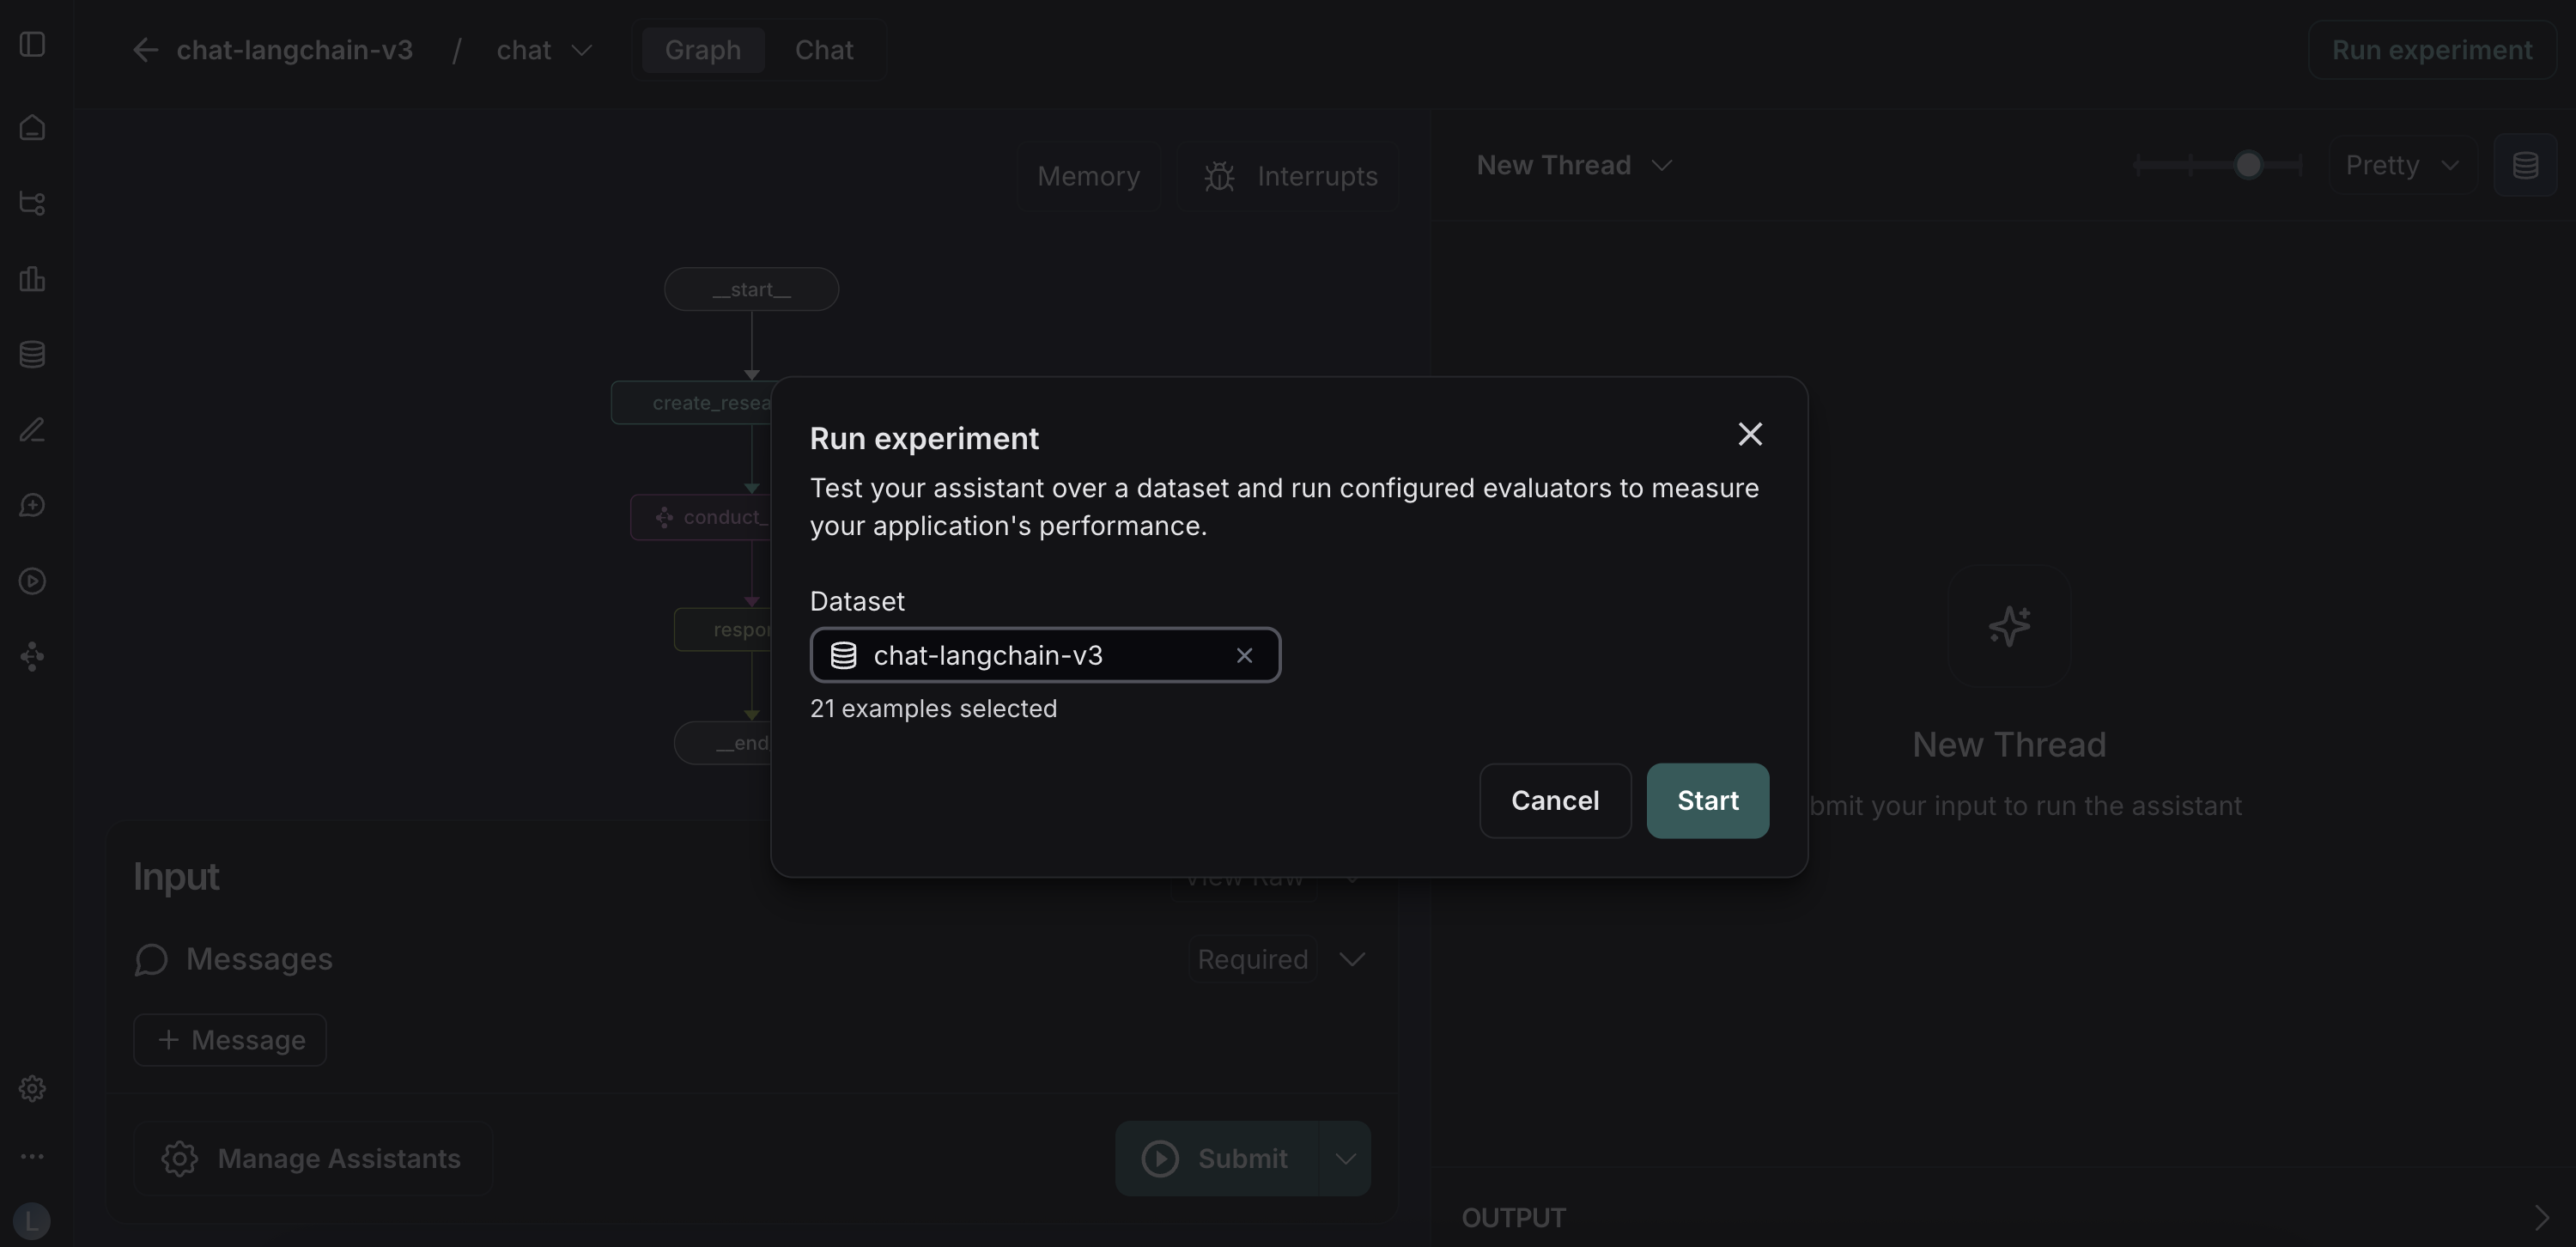 chat-langchain-v3 / chat
Graph
Chat
Run experiment
Memory
Interrupts
New Thread
Pretty
__start__
create_resea
conduct_
respon
__end_
Run experiment
Test your assistant over a dataset and run configured evaluators to measure
your application's performance.
Dataset
chat-langchain-v3
21 examples selected
Cancel
Start
New Thread
bmit your input to run the assistant
Input
View Raw
Messages
Required
+ Message
Manage Assistants
Submit
L
OUTPUT